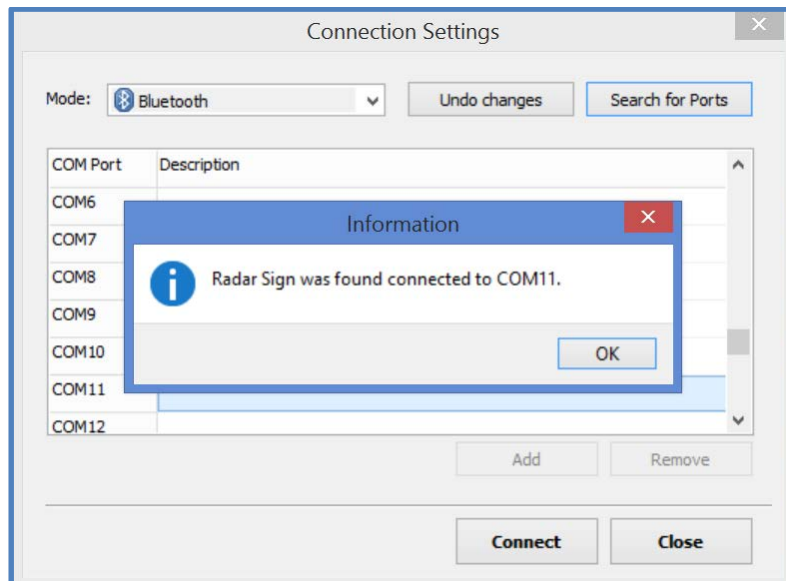 Connection Settings
Mode: Bluetooth Undo changes Search for Ports
COM Port Description
COM6
Information
COM7
COM8 Radar Sign was found connected to COM11.
COM9
COM10 OK
COM11
COM12
Add Remove
Connect Close